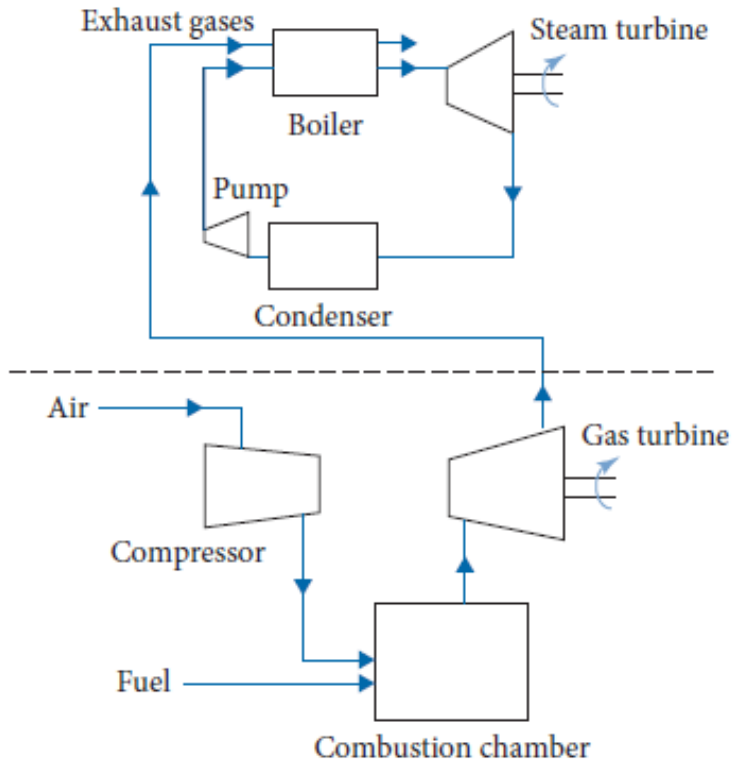 Exhaust gases
Steam turbine
Boiler
Pump
Condenser
Air
Gas turbine
Compressor
Fuel
Combustion chamber